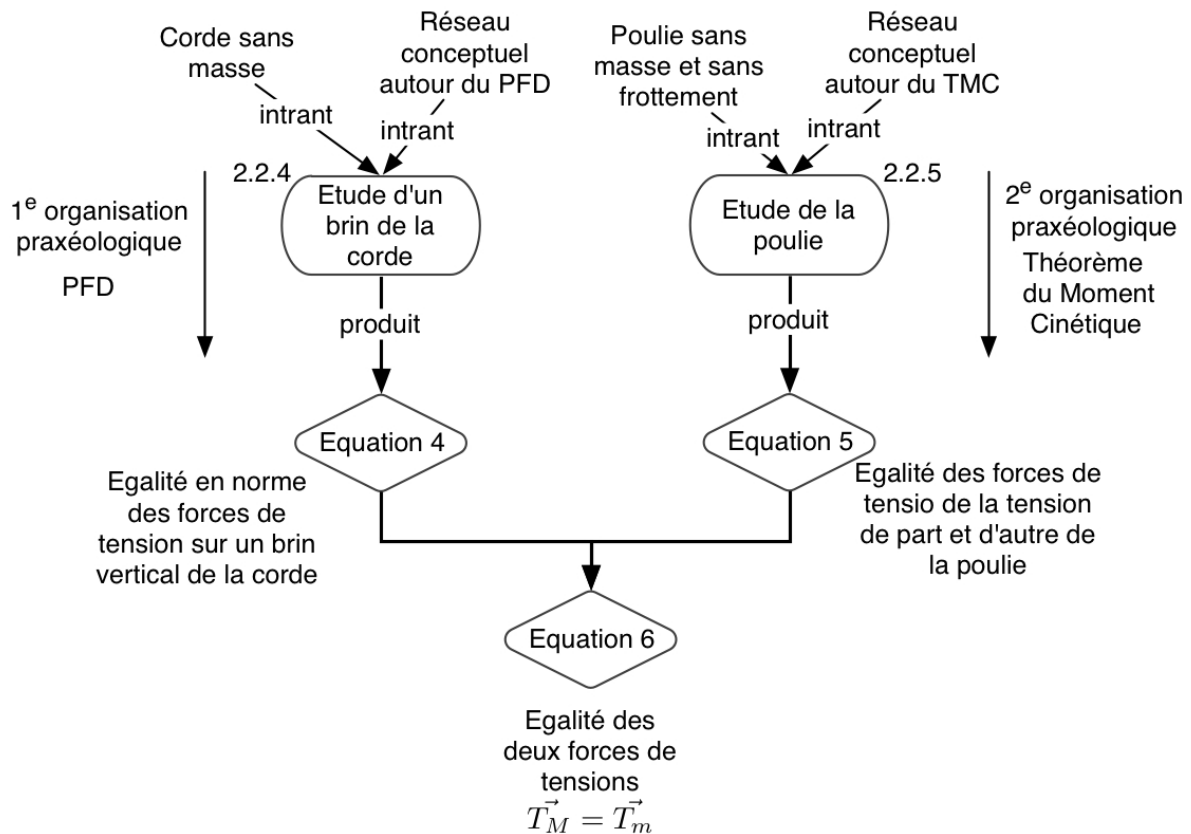 Corde sans
masse
Réseau
conceptuel
autour du PFD
Poulie sans
masse et sans
frottement
Réseau
conceptuel
autour du TMC
intrant
intrant
intrant
intrant
2.2.4
2.2.5
1e organisation
praxéologique
PFD
Etude d'un
brin de la
corde
Etude de la
poulie
2e organisation
praxéologique
Théorème
du Moment
Cinétique
produit
produit
Equation 4
Equation 5
Egalité en norme
des forces de
tension sur un brin
vertical de la corde
Egalité des forces de
tensio de la tension
de part et d'autre de
la poulie
Equation 6
Egalité des
deux forces de
tensions
$\vec{T_M} = \vec{T_m}$